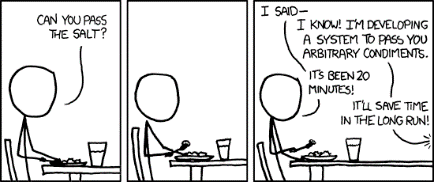 CAN YOU PASS
THE SALT?
I SAID—
I KNOW! I'M DEVELOPING
A SYSTEM TO PASS YOU
ARBITRARY CONDIMENTS.
IT'S BEEN 20
MINUTES!
IT'LL SAVE TIME
IN THE LONG RUN!